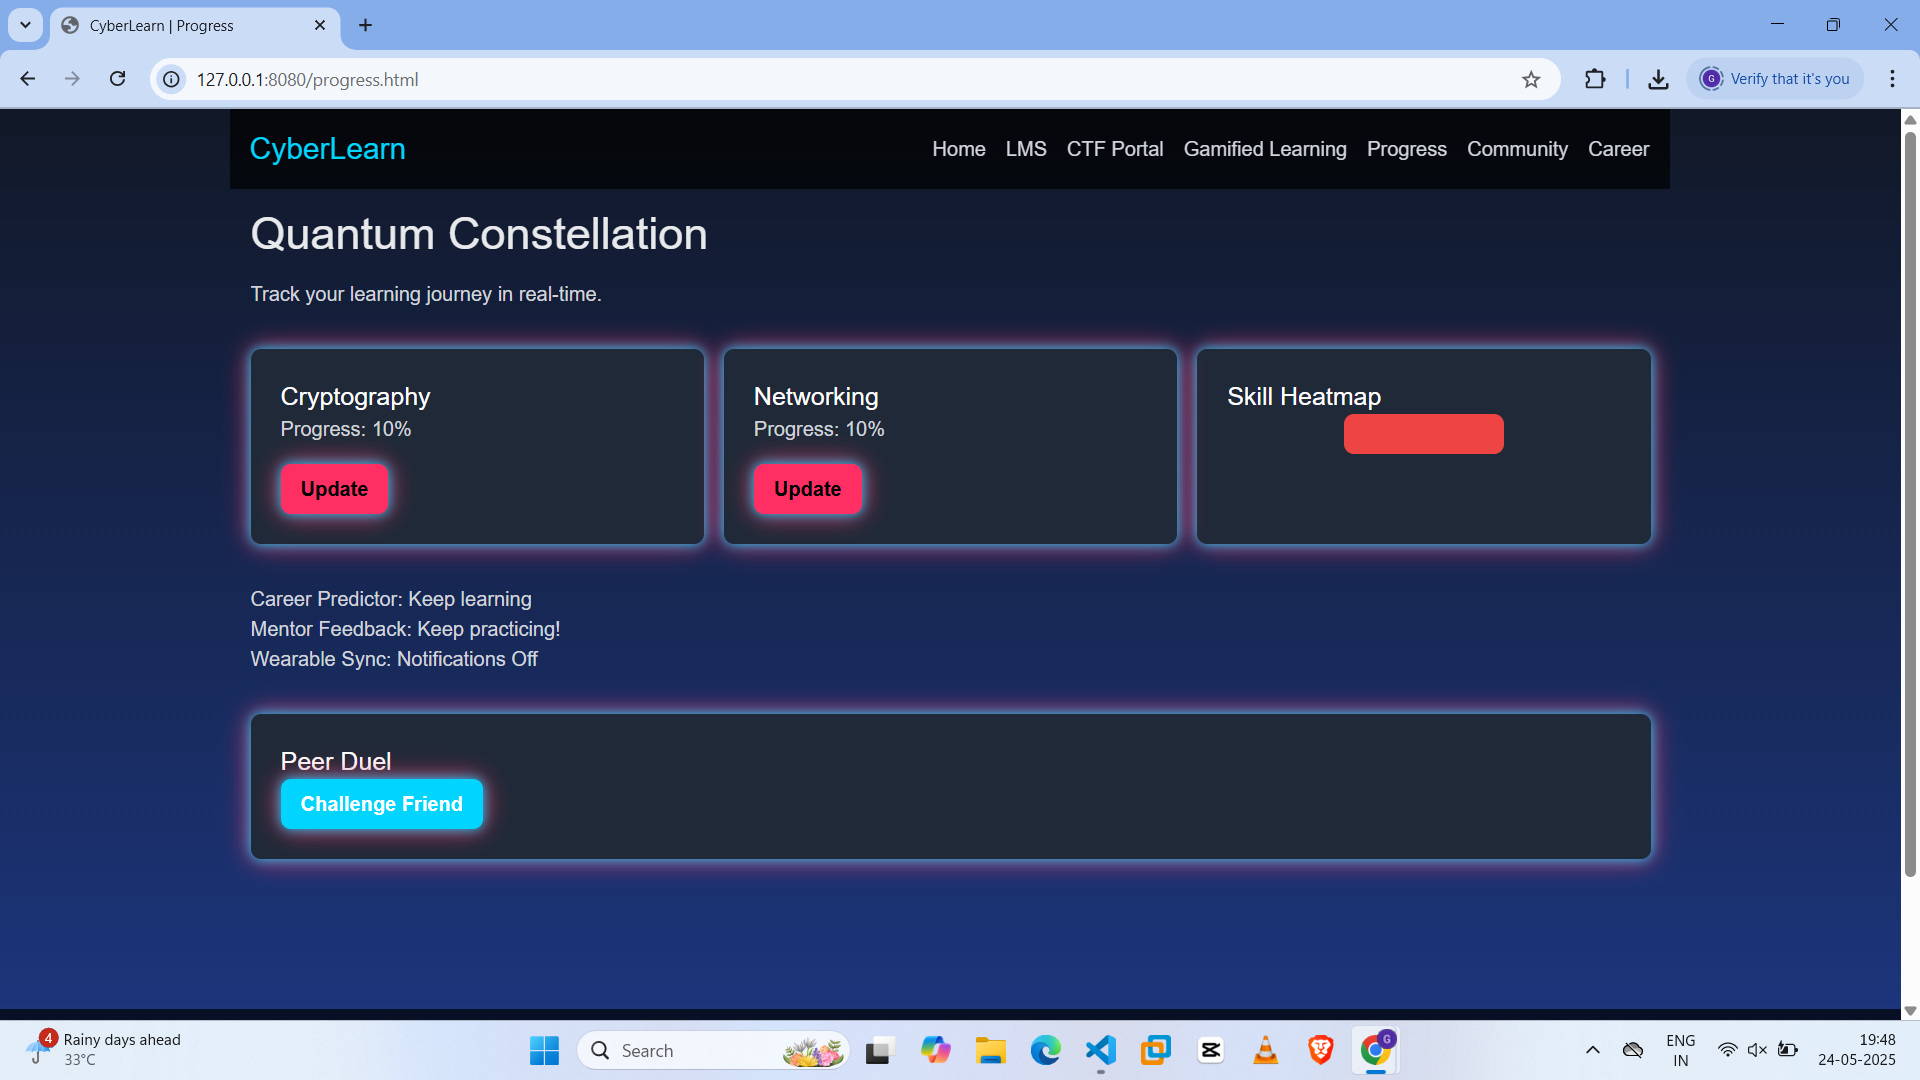 CyberLearn | Progress
127.0.0.1:8080/progress.html
G Verify that it's you
CyberLearn
Home LMS CTF Portal Gamified Learning Progress Community Career
Quantum Constellation
Track your learning journey in real-time.
Cryptography
Progress: 10%
Update
Networking
Progress: 10%
Update
Skill Heatmap
Career Predictor: Keep learning
Mentor Feedback: Keep practicing!
Wearable Sync: Notifications Off
Peer Duel
Challenge Friend
4
Rainy days ahead
33°C
Search
G
ENG
IN
19:48
24-05-2025